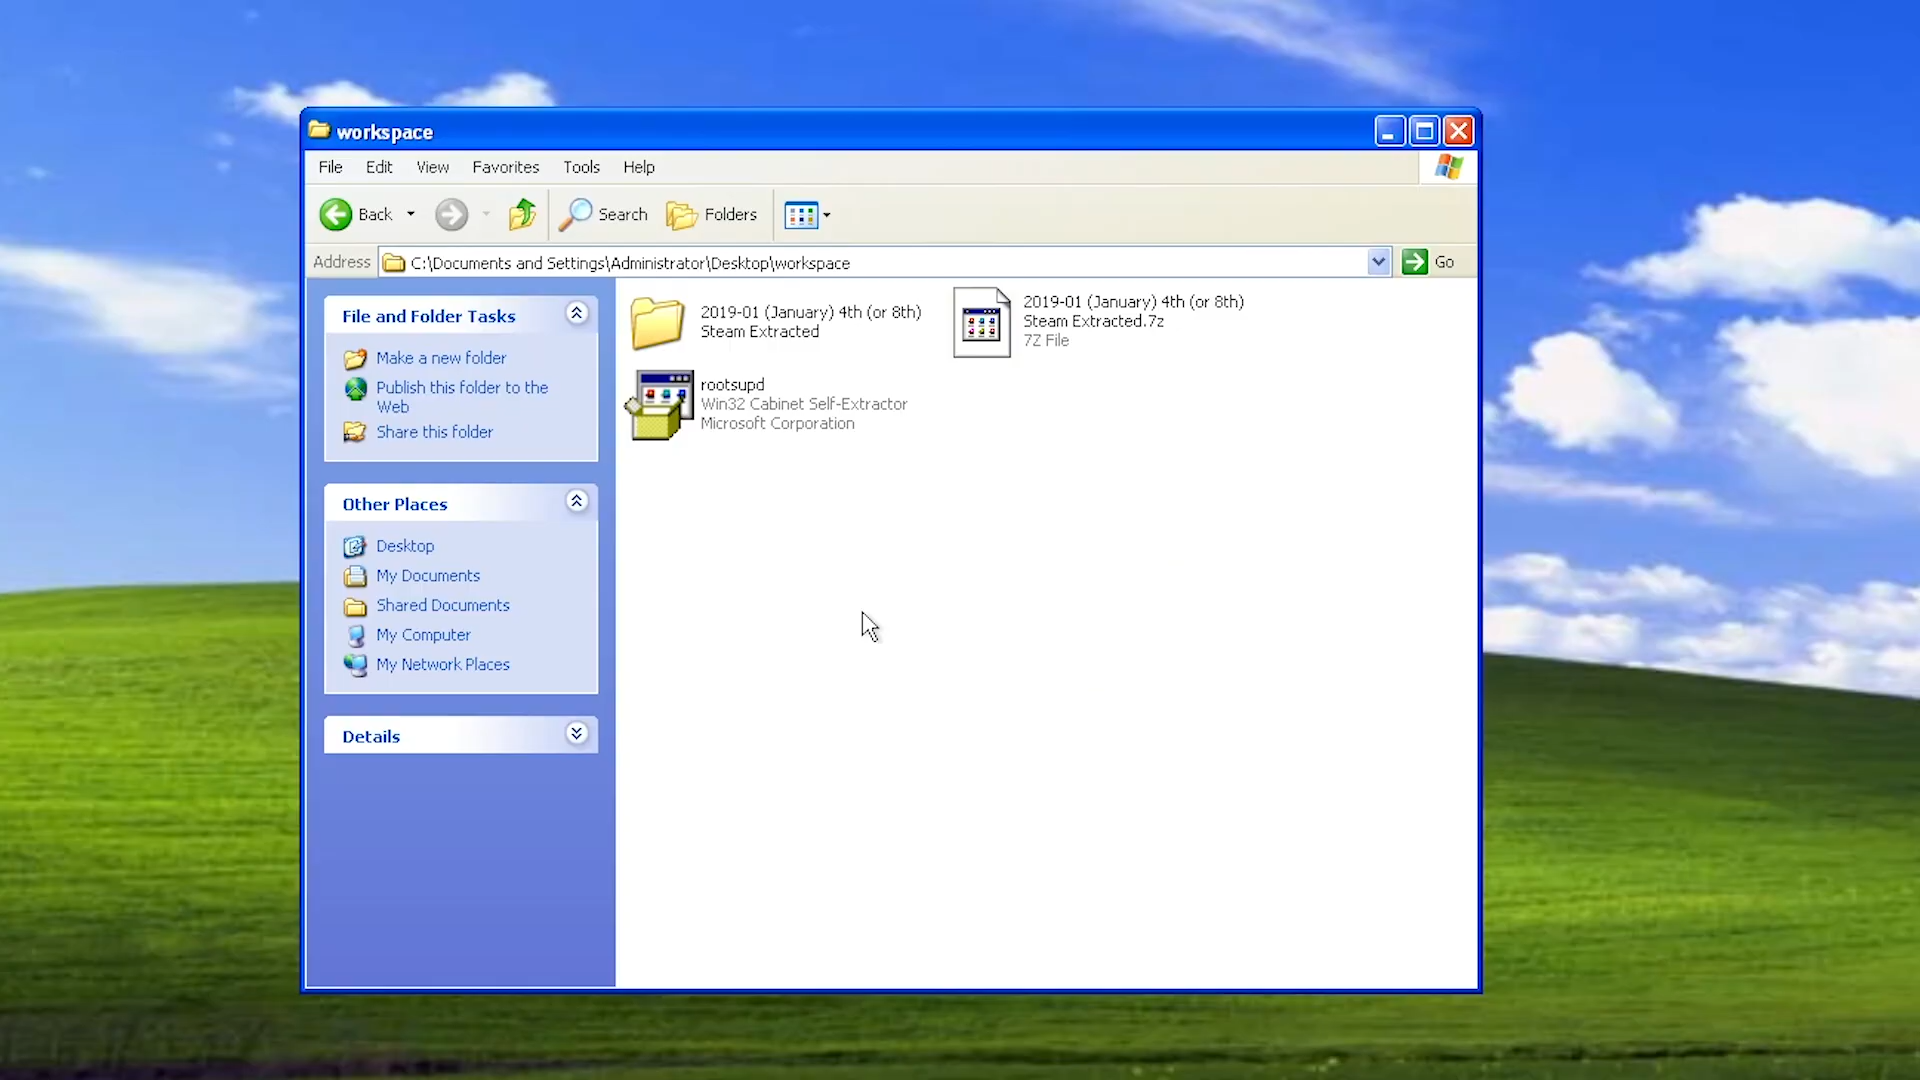 workspace
File Edit View Favorites Tools Help
Back Search Folders
Address C:\Documents and Settings\Administrator\Desktop\workspace Go
File and Folder Tasks
Make a new folder
Publish this folder to the
Web
Share this folder
Other Places
Desktop
My Documents
Shared Documents
My Computer
My Network Places
Details
2019-01 (January) 4th (or 8th)
Steam Extracted
2019-01 (January) 4th (or 8th)
Steam Extracted.7z
7Z File
rootsupd
Win32 Cabinet Self-Extractor
Microsoft Corporation